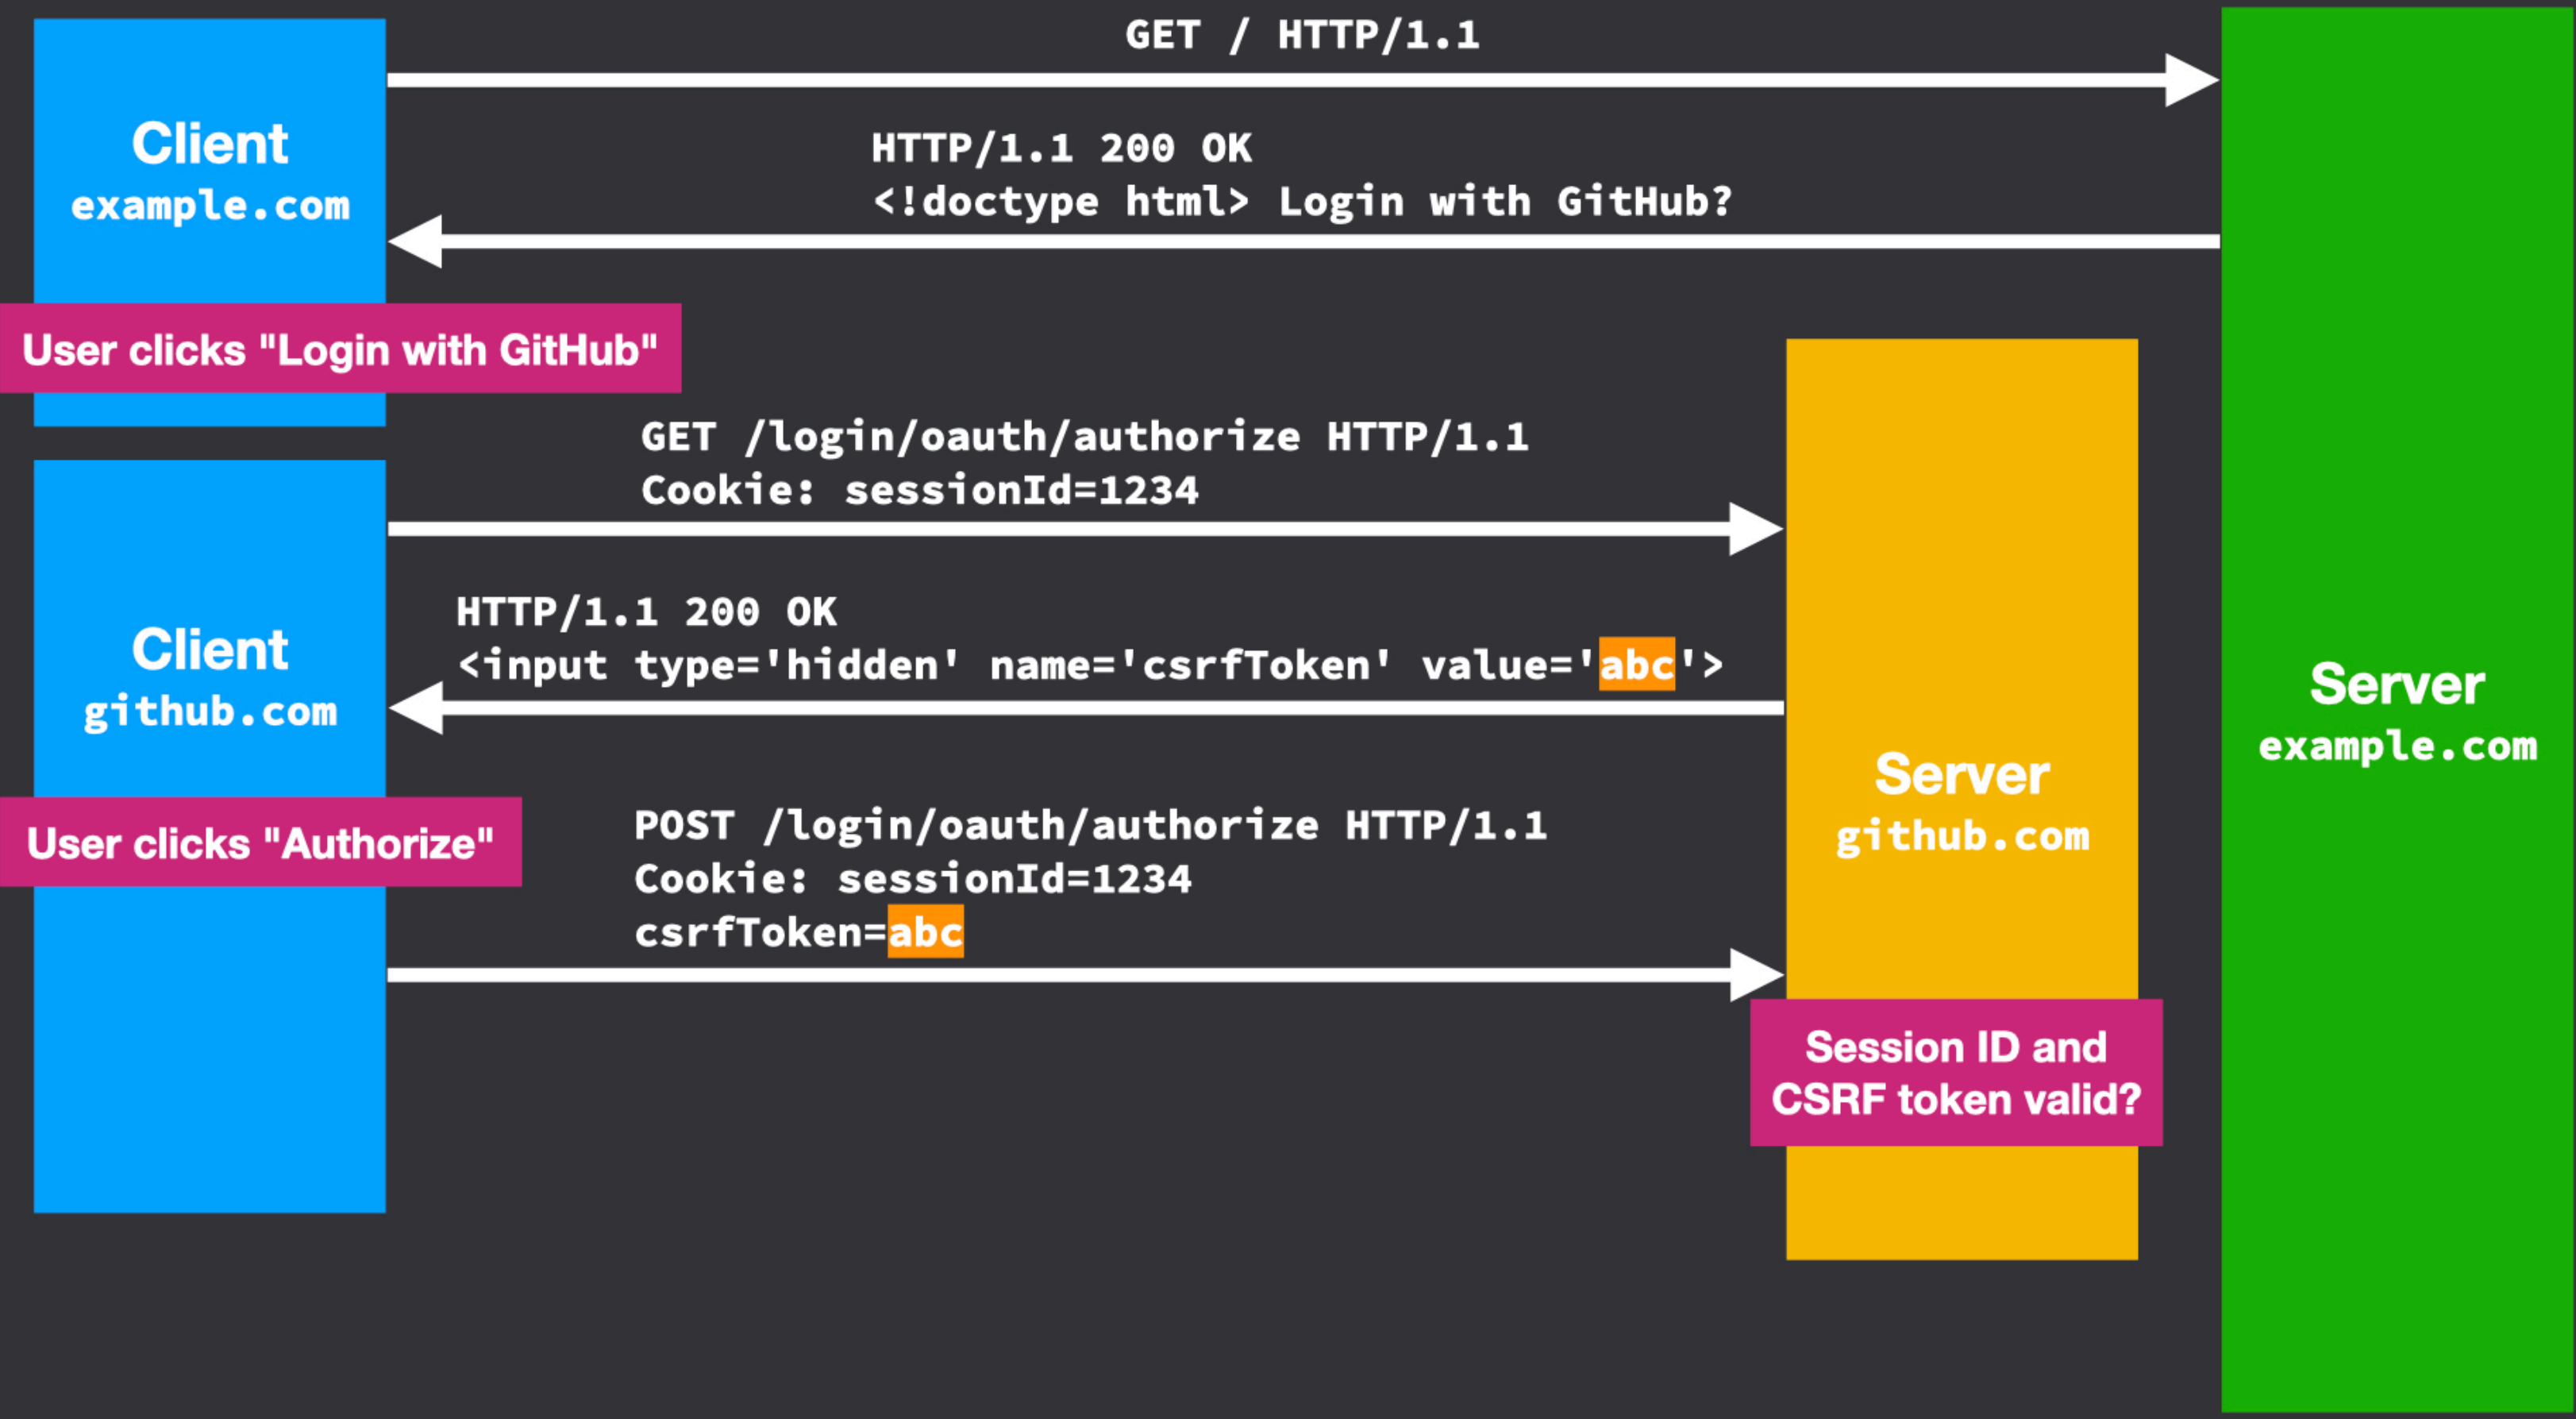 GET / HTTP/1.1
Client
example.com
HTTP/1.1 200 OK
<!doctype html> Login with GitHub?
User clicks "Login with GitHub"
GET /login/oauth/authorize HTTP/1.1
Cookie: sessionId=1234
Client
github.com
HTTP/1.1 200 OK
<input type='hidden' name='csrfToken' value='abc'>
Server
example.com
Server
github.com
User clicks "Authorize"
POST /login/oauth/authorize HTTP/1.1
Cookie: sessionId=1234
csrfToken=abc
Session ID and
CSRF token valid?